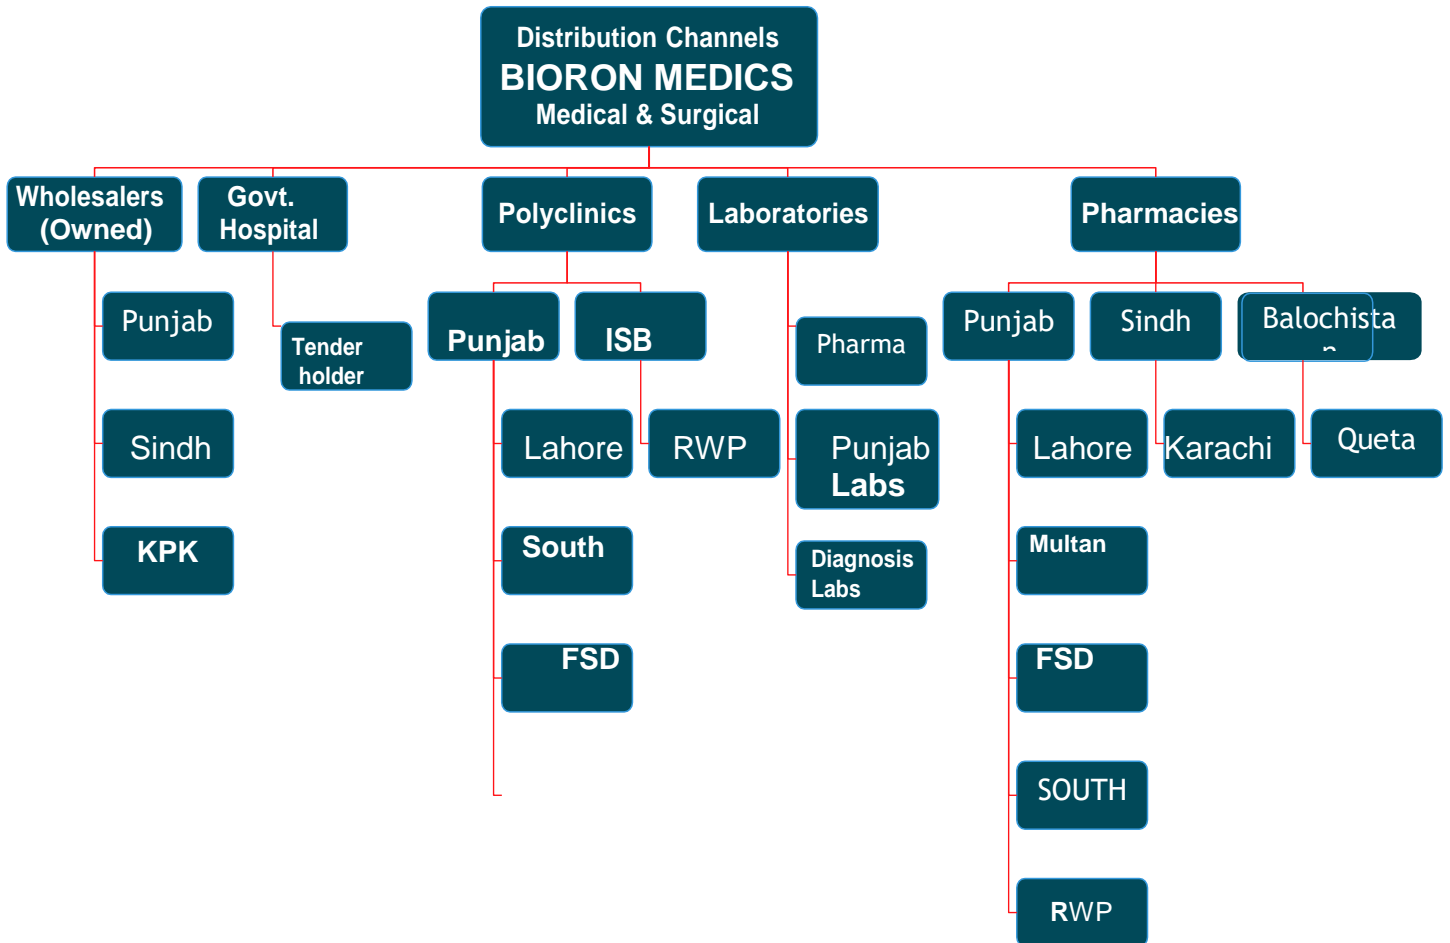 Distribution Channels
BIORON MEDICS
Medical & Surgical
Wholesalers
(Owned)
Govt.
Hospital
Polyclinics
Laboratories
Pharmacies
Punjab
Sindh
KPK
Tender
holder
Punjab
ISB
Lahore
South
FSD
RWP
Pharma
Punjab
Labs
Diagnosis
Labs
Punjab
Sindh
Balochista
n
Lahore
Multan
FSD
SOUTH
RWP
Karachi
Queta